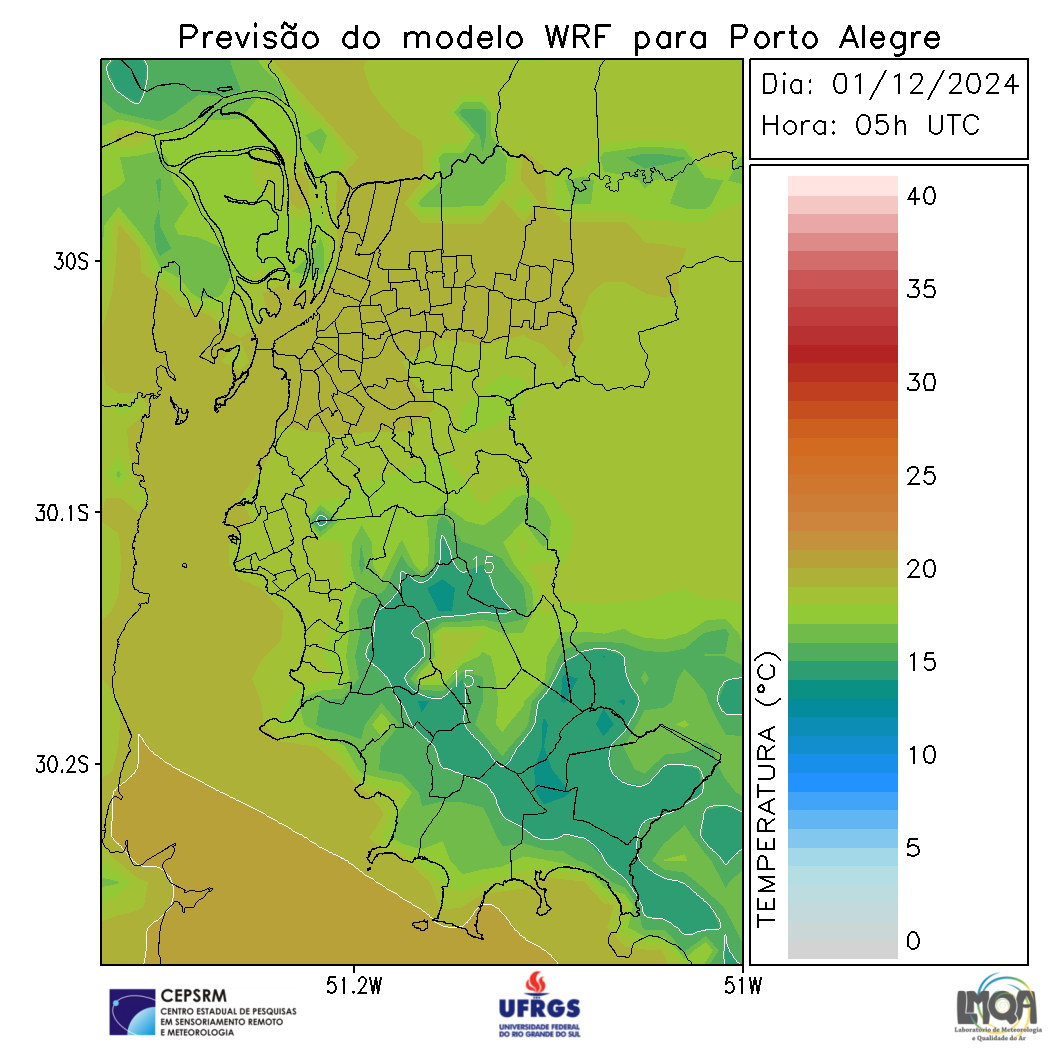 Previsão do modelo WRF para Porto Alegre
Dia: 01/12/2024
Hora: 05h UTC
40
35
30
25
20
15
10
5
0
TEMPERATURA (°C)
30S
30.1S
30.2S
15
15
51.2W
51W
CEPSRM
CENTRO ESTADUAL DE PESQUISAS
EM SENSORIAMENTO REMOTO
E METEOROLOGIA
UFRGS
UNIVERSIDADE FEDERAL
DO RIO GRANDE DO SUL
LMQA
Laboratório de Meteorologia
e Qualidade do Ar